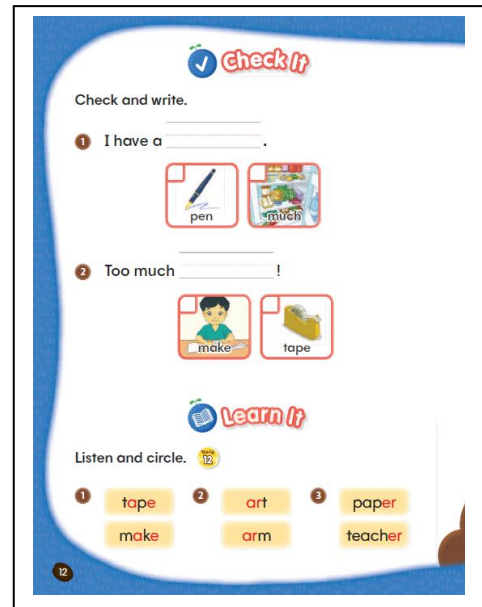 Check It
Check and write.
1 I have a .
pen much
2 Too much !
make tape
Learn It
Listen and circle. Track 12
1 tape 2 art 3 paper
make arm teacher
12